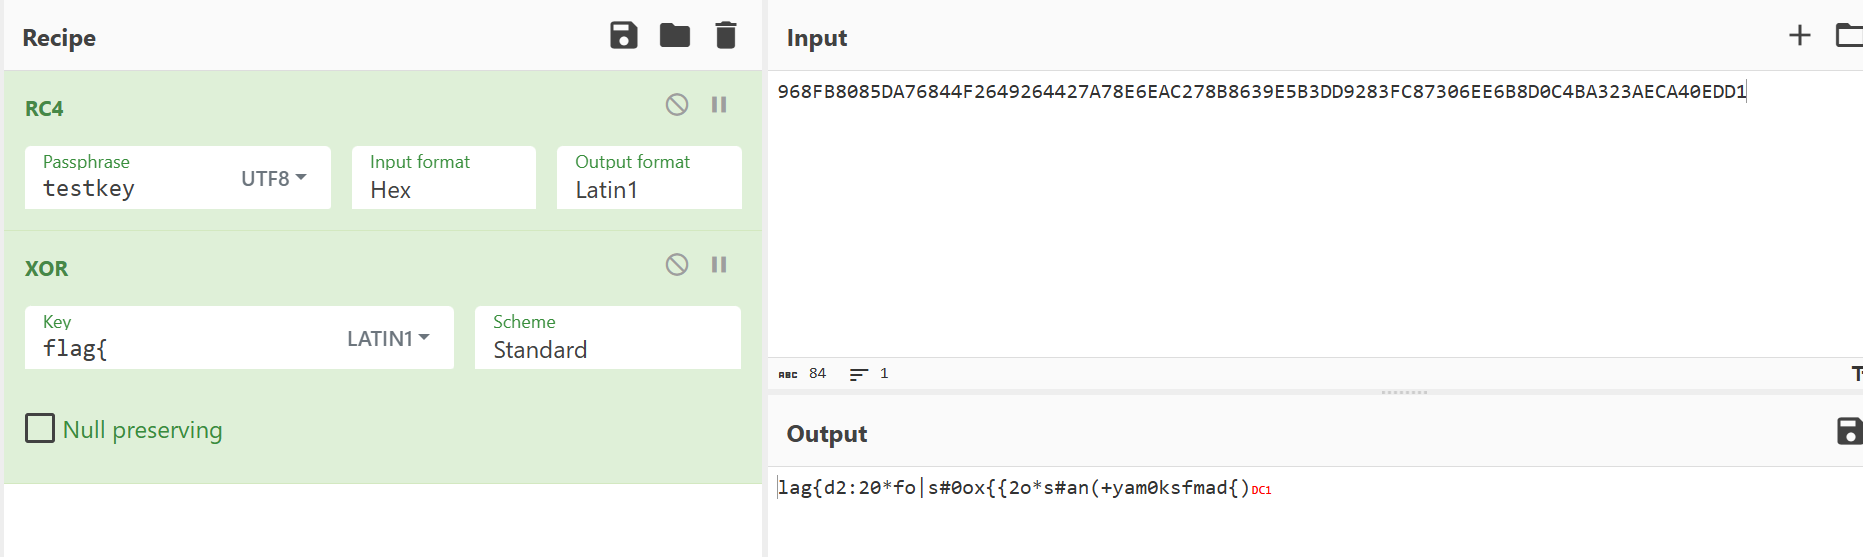 Recipe
RC4
Passphrase
testkey
UTF8
Input format
Hex
Output format
Latin1
XOR
Key
flag{
LATIN1
Scheme
Standard
Null preserving
Input
968FB8085DA76844F2649264427A78E6EAC278B8639E5B3DD9283FC87306EE6B8D0C4BA323AECA40EDD1
ABC 84 1
Output
lag{d2:20*fo|s#0ox{{2o*s#an(+yam0ksfmad{)DC1